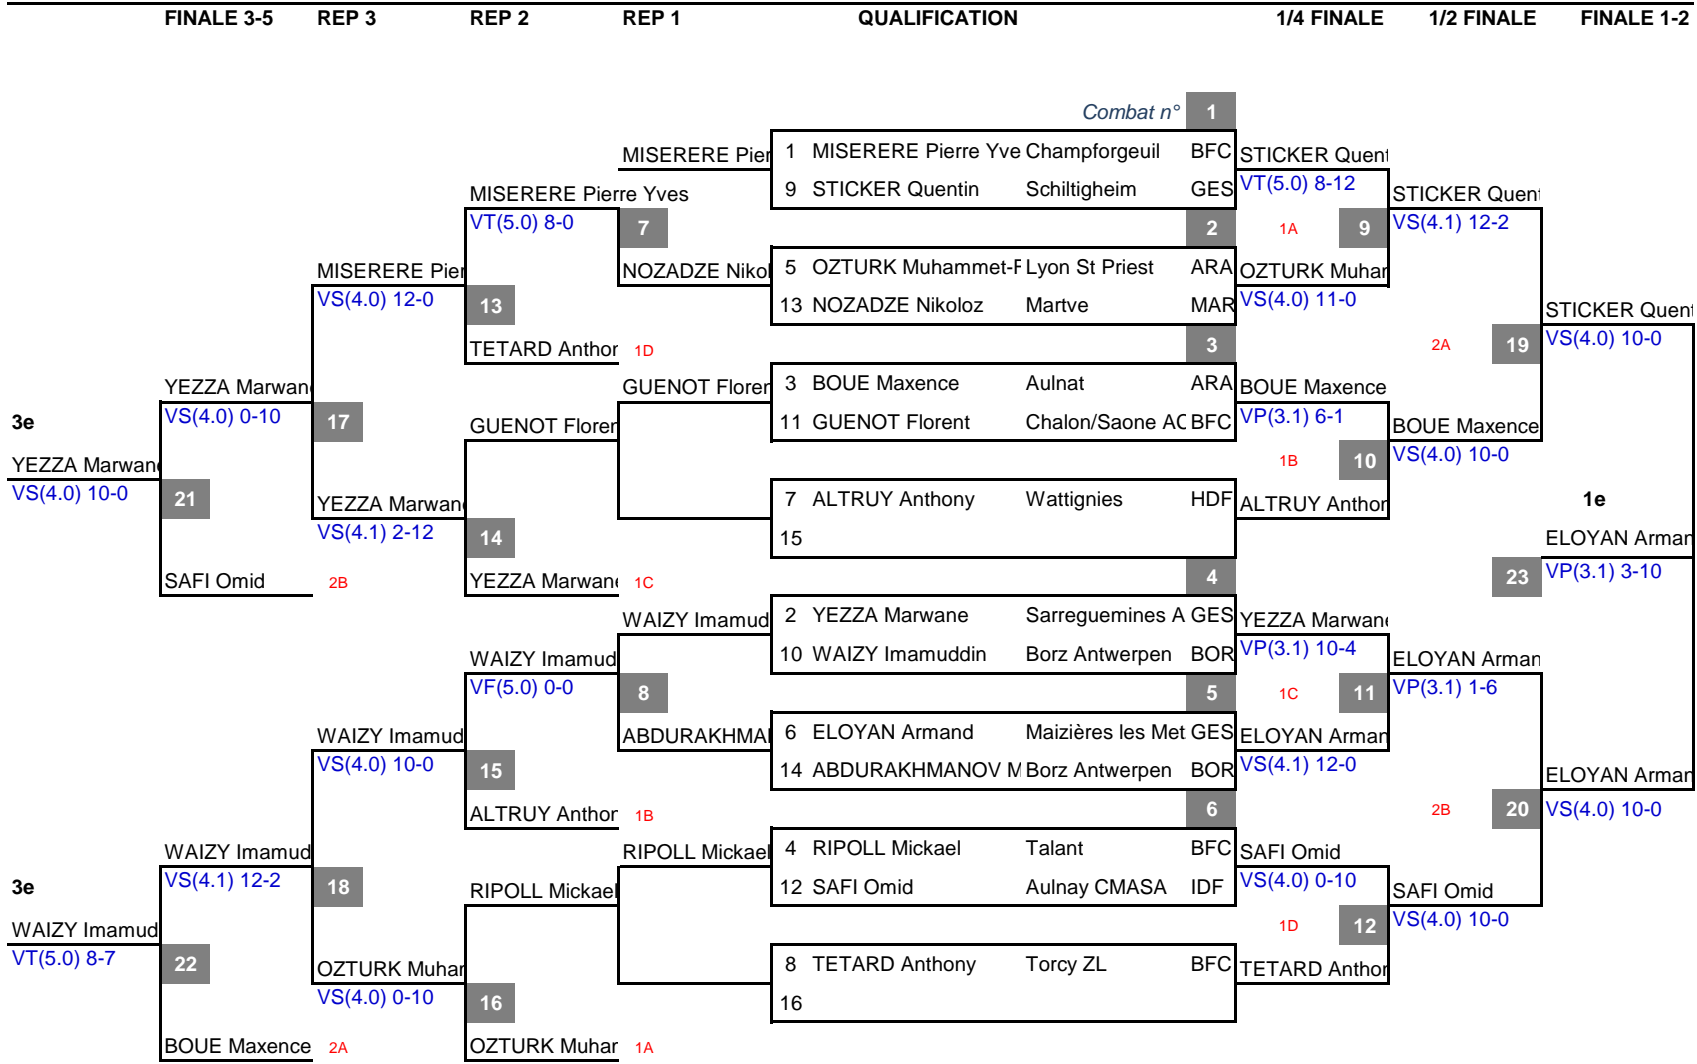 FINALE 3-5 REP 3 REP 2 REP 1 QUALIFICATION 1/4 FINALE 1/2 FINALE FINALE 1-2
Combat n° 1
MISERERE Pier 1 MISERERE Pierre Yve Champforgeuil BFC STICKER Quent
MISERERE Pierre Yves 9 STICKER Quentin Schiltigheim GES VT(5.0) 8-12 STICKER Quent
VT(5.0) 8-0 7 2 1A 9 VS(4.1) 12-2
MISERERE Pier NOZADZE Nikol 5 OZTURK Muhammet-F Lyon St Priest ARA OZTURK Muhar
VS(4.0) 12-0 13 13 NOZADZE Nikoloz Martve MAR VS(4.0) 11-0 STICKER Quent
TETARD Anthor 1D 3 2A 19 VS(4.0) 10-0
YEZZA Marwane GUENOT Floren 3 BOUE Maxence Aulnat ARA BOUE Maxence
3e VS(4.0) 0-10 17 GUENOT Floren 11 GUENOT Florent Chalon/Saone AC BFC VP(3.1) 6-1 BOUE Maxence
YEZZA Marwane 1B 10 VS(4.0) 10-0
VS(4.0) 10-0 21 YEZZA Marwane 7 ALTRUY Anthony Wattignies HDF ALTRUY Anthor 1e
VS(4.1) 2-12 14 15 ELOYAN Arman
SAFI Omid 2B YEZZA Marwane 1C 4 23 VP(3.1) 3-10
WAIZY Imamud 2 YEZZA Marwane Sarreguemines A GES YEZZA Marwane
WAIZY Imamud 10 WAIZY Imamuddin Borz Antwerpen BOR VP(3.1) 10-4 ELOYAN Arman
VF(5.0) 0-0 8 5 1C 11 VP(3.1) 1-6
WAIZY Imamud ABDURAKHMA 6 ELOYAN Armand Maizières les Met GES ELOYAN Arman
VS(4.0) 10-0 15 14 ABDURAKHMANOV M Borz Antwerpen BOR VS(4.1) 12-0 ELOYAN Arman
ALTRUY Anthor 1B 6 2B 20 VS(4.0) 10-0
WAIZY Imamud RIPOLL Mickael 4 RIPOLL Mickael Talant BFC SAFI Omid
3e VS(4.1) 12-2 18 RIPOLL Mickael 12 SAFI Omid Aulnay CMASA IDF VS(4.0) 0-10 SAFI Omid
WAIZY Imamud 1D 12 VS(4.0) 10-0
VT(5.0) 8-7 22 OZTURK Muhar 8 TETARD Anthony Torcy ZL BFC TETARD Anthor
VS(4.0) 0-10 16 16
BOUE Maxence 2A OZTURK Muhar 1A